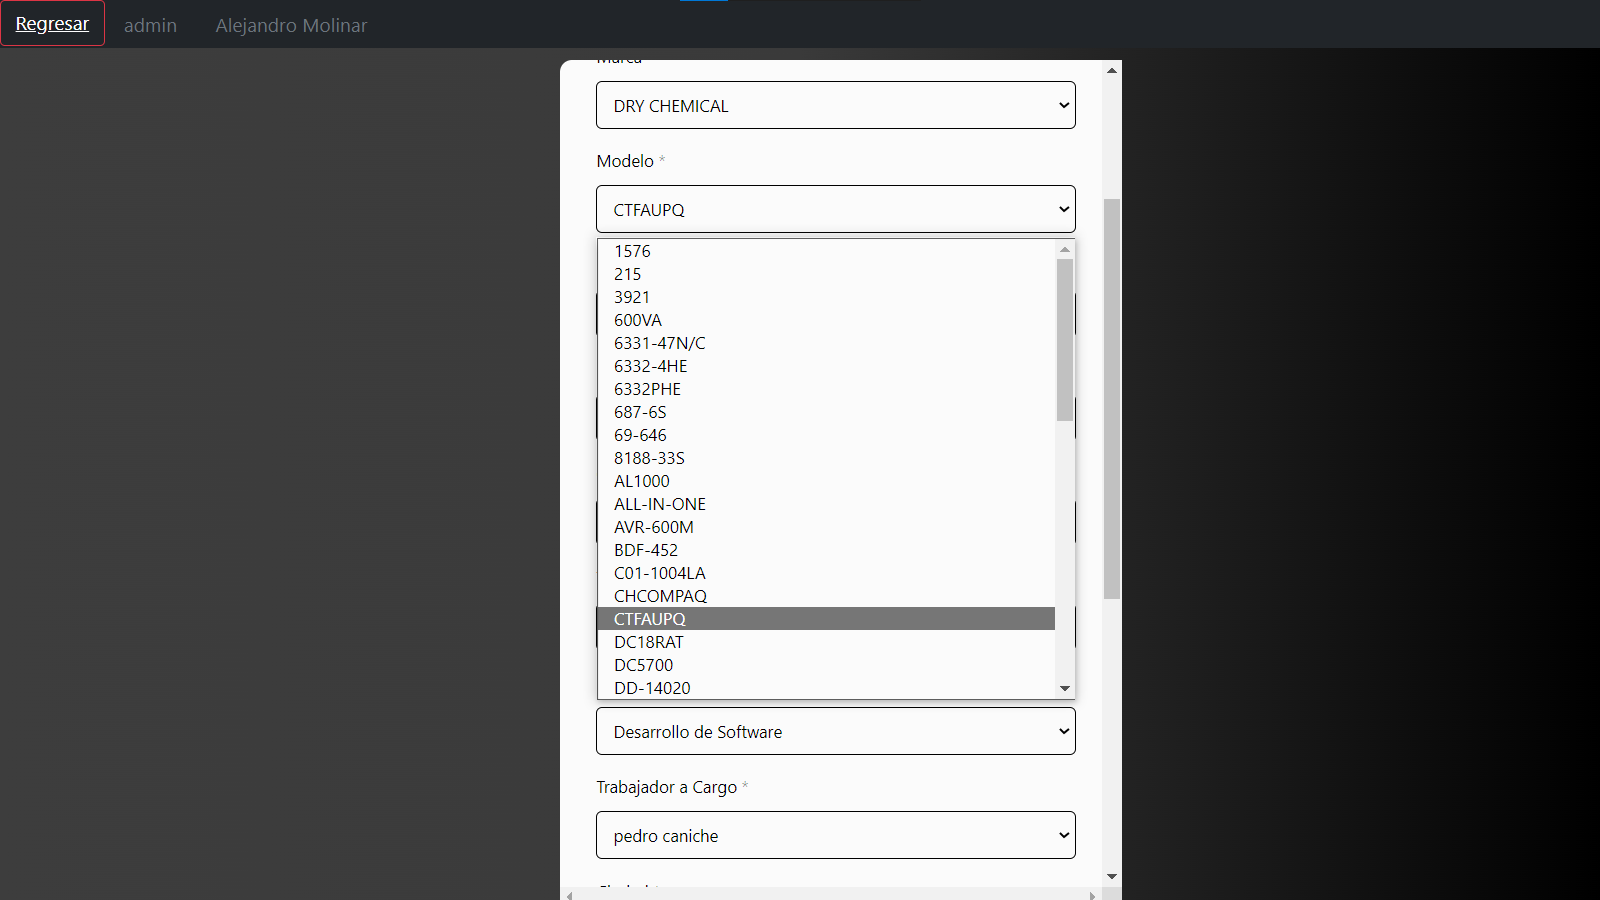 Regresar admin Alejandro Molinar
Marca
DRY CHEMICAL
Modelo *
CTFAUPQ
1576
215
3921
600VA
6331-47N/C
6332-4HE
6332PHE
687-6S
69-646
8188-33S
AL1000
ALL-IN-ONE
AVR-600M
BDF-452
C01-1004LA
CHCOMPAQ
CTFAUPQ
DC18RAT
DC5700
DD-14020
Desarrollo de Software
Trabajador a Cargo *
pedro caniche